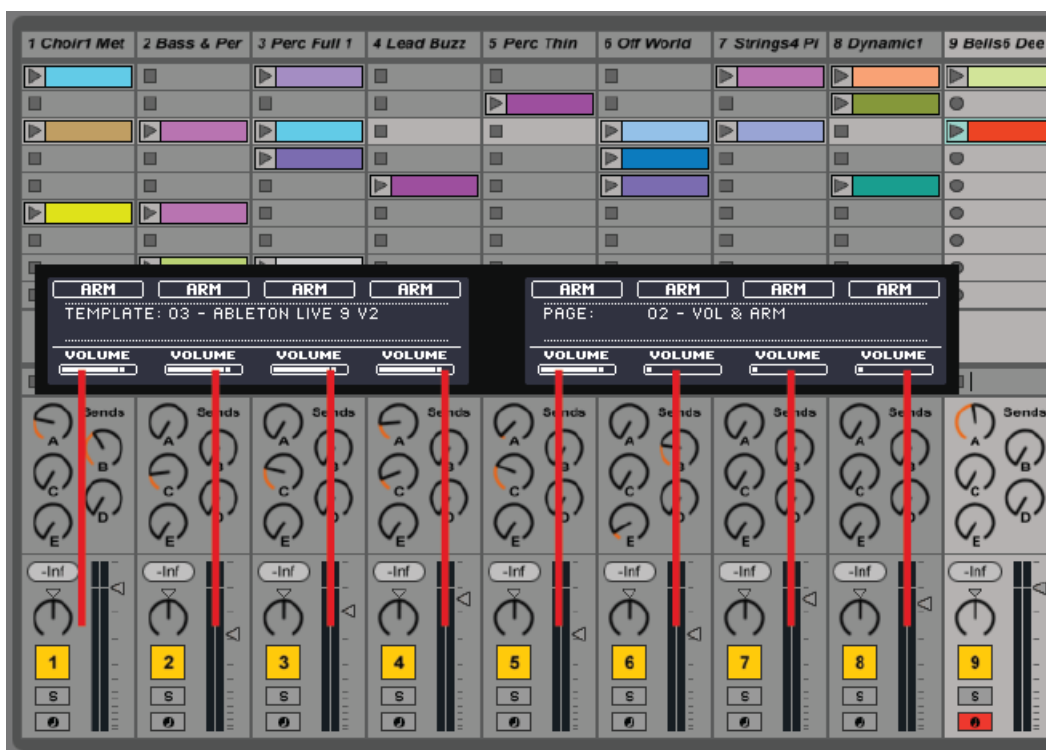 1 Choir1 Met 2 Bass & Per 3 Perc Full 1 4 Lead Buzz 5 Perc Thin 6 Off World 7 Strings4 Pl 8 Dynamic1 9 Bells6 Dee
ARM ARM ARM ARM ARM ARM ARM ARM
TEMPLATE: 03 - ABLETON LIVE 9 V2 PAGE: 02 - VOL & ARM
VOLUME VOLUME VOLUME VOLUME VOLUME VOLUME VOLUME VOLUME
Sends Sends Sends Sends Sends Sends Sends Sends Sends
A A A A A A A A A
B B B B B B B B B
C C C C C C C C C
D D D D D D D D D
E E E E E E E E E
-Inf -Inf -Inf -Inf -Inf -Inf -Inf -Inf -Inf
1 2 3 4 5 6 7 8 9
S S S S S S S S S